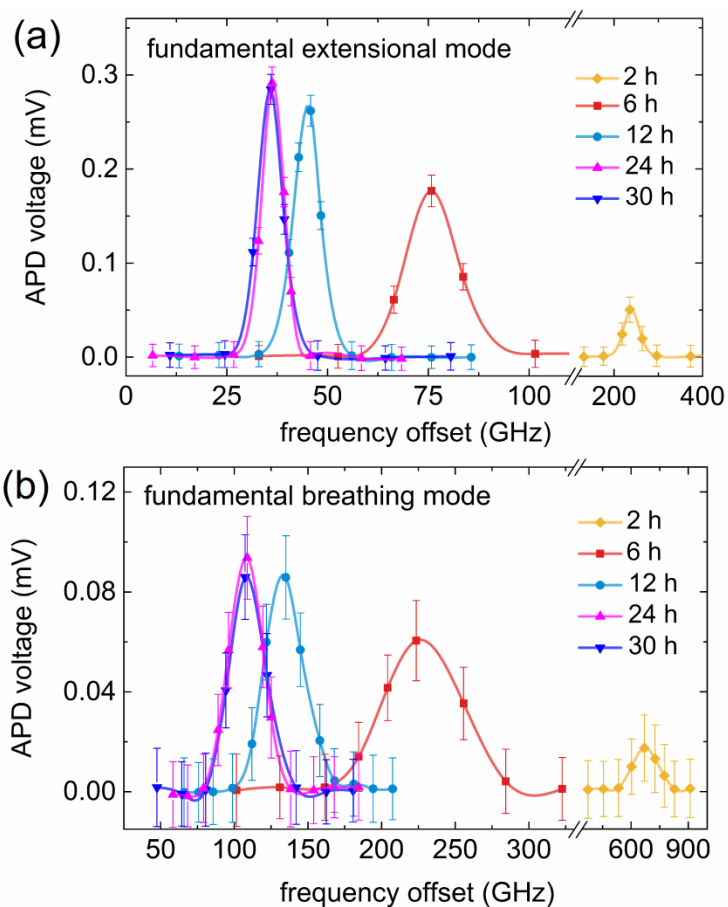 (a)
fundamental extensional mode
2 h
6 h
12 h
24 h
30 h
APD voltage (mV)
0.3
0.2
0.1
0.0
0 25 50 75 100 200 300 400
frequency offset (GHz)
(b)
fundamental breathing mode
2 h
6 h
12 h
24 h
30 h
APD voltage (mV)
0.12
0.08
0.04
0.00
50 100 150 200 250 300 600 900
frequency offset (GHz)